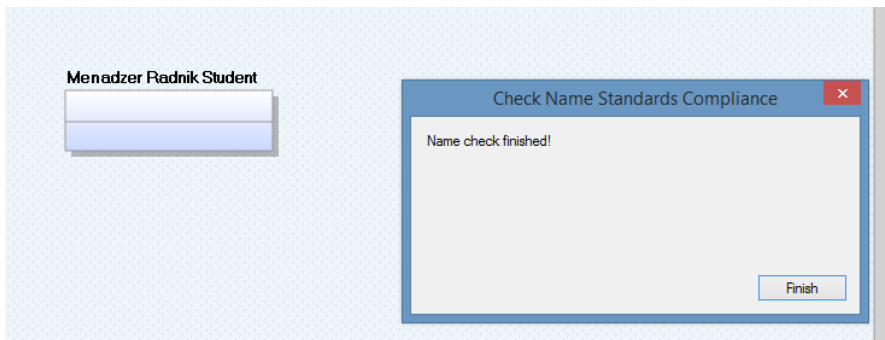 Menadzer Radnik Student
Check Name Standards Compliance
Name check finished!
Finish